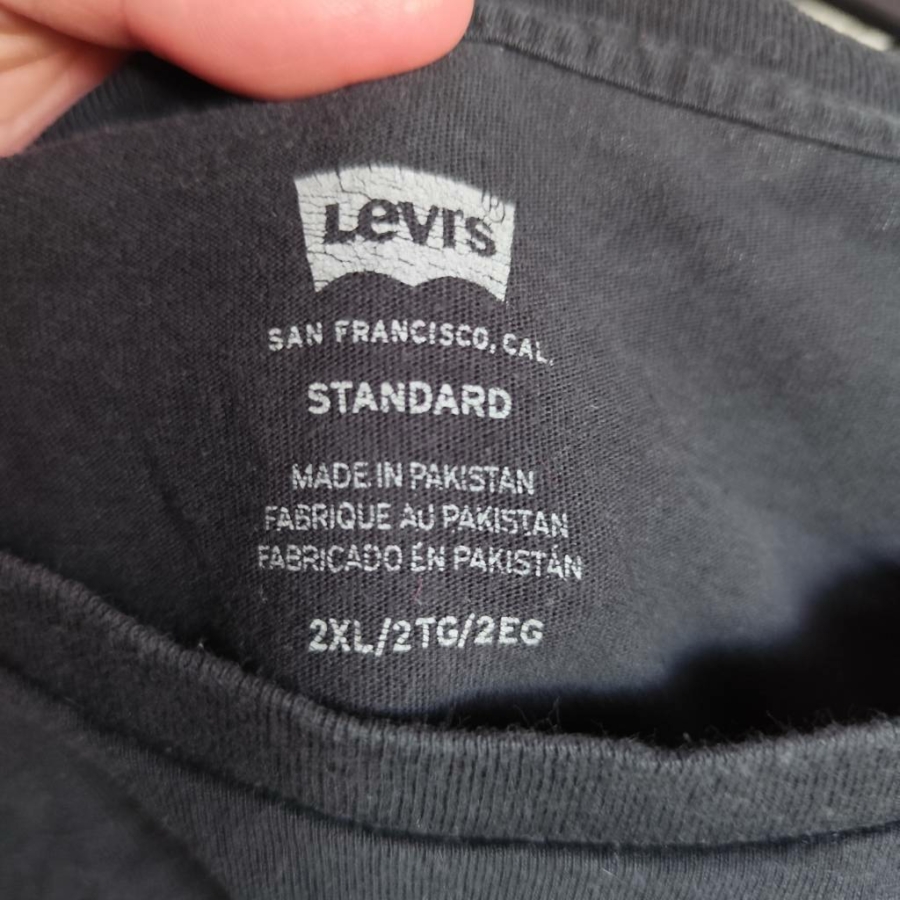 Levi's
SAN FRANCISCO, CAL.
STANDARD
MADE IN PAKISTAN
FABRIQUE AU PAKISTAN
FABRICADO EN PAKISTÁN
2XL/2TG/2EG